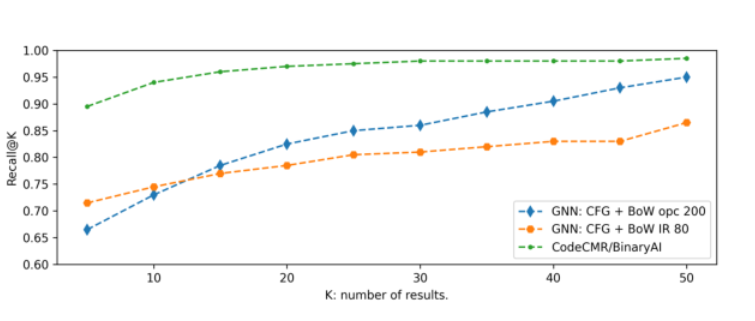 1.00
0.95
0.90
0.85
0.80
0.75
0.70
0.65
0.60
Recall@K
GNN: CFG + BoW opc 200
GNN: CFG + BoW IR 80
CodeCMR/BinaryAI
10 20 30 40 50
K: number of results.